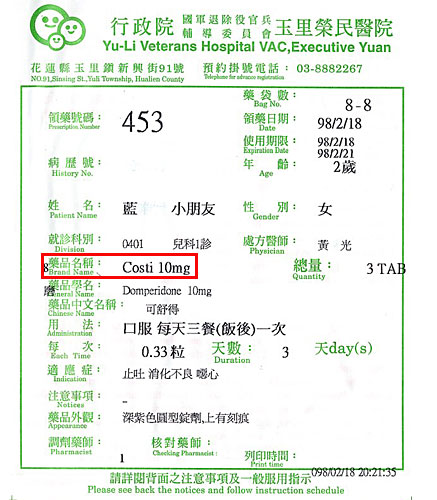 行政院 國軍退除役官兵輔導委員會 玉里榮民醫院
Yu-Li Veterans Hospital VAC,Executive Yuan
花蓮縣玉里鎮新興街91號 預約掛號電話：03-8882267
NO.91,Sinsing St.,Yuli Township, Hualien County Telephone for advance registration
藥袋數： 8-8
Bag No.
領藥號碼： 453 領藥日期： 98/2/18
Prescription Number Date
使用期限： 98/2/18
Expiration Date 98/2/21
病歷號： 年齡： 2歲
History No. Age
姓名： 藍 小朋友 性別： 女
Patient Name Gender
就診科別： 0401 兒科1診 處方醫師： 黃 光
Division Physician
8 藥品名稱： Costi 10mg 總量： 3 TAB
Brand Name Quantity
磨 藥品學名： Domperidone 10mg
General Name
藥品中文名稱： 可舒得
Chinese Name
用法： 口服 每天三餐(飯後)一次
Administration
每次： 0.33粒 天數： 3 天day(s)
Each Time Duration
適應症： 止吐 消化不良 噁心
Indication
注意事項：
Notices –
藥品外觀： 深紫色圓型錠劑,上有刻痕
Appearance
調劑藥師： 1 核對藥師：
Pharmacist Checking Pharmacist：
列印時間： 098/02/18 20:21:35
Print time
請詳閱背面之注意事項及一般服用指示
Please see back the notices and follow instruction schedule